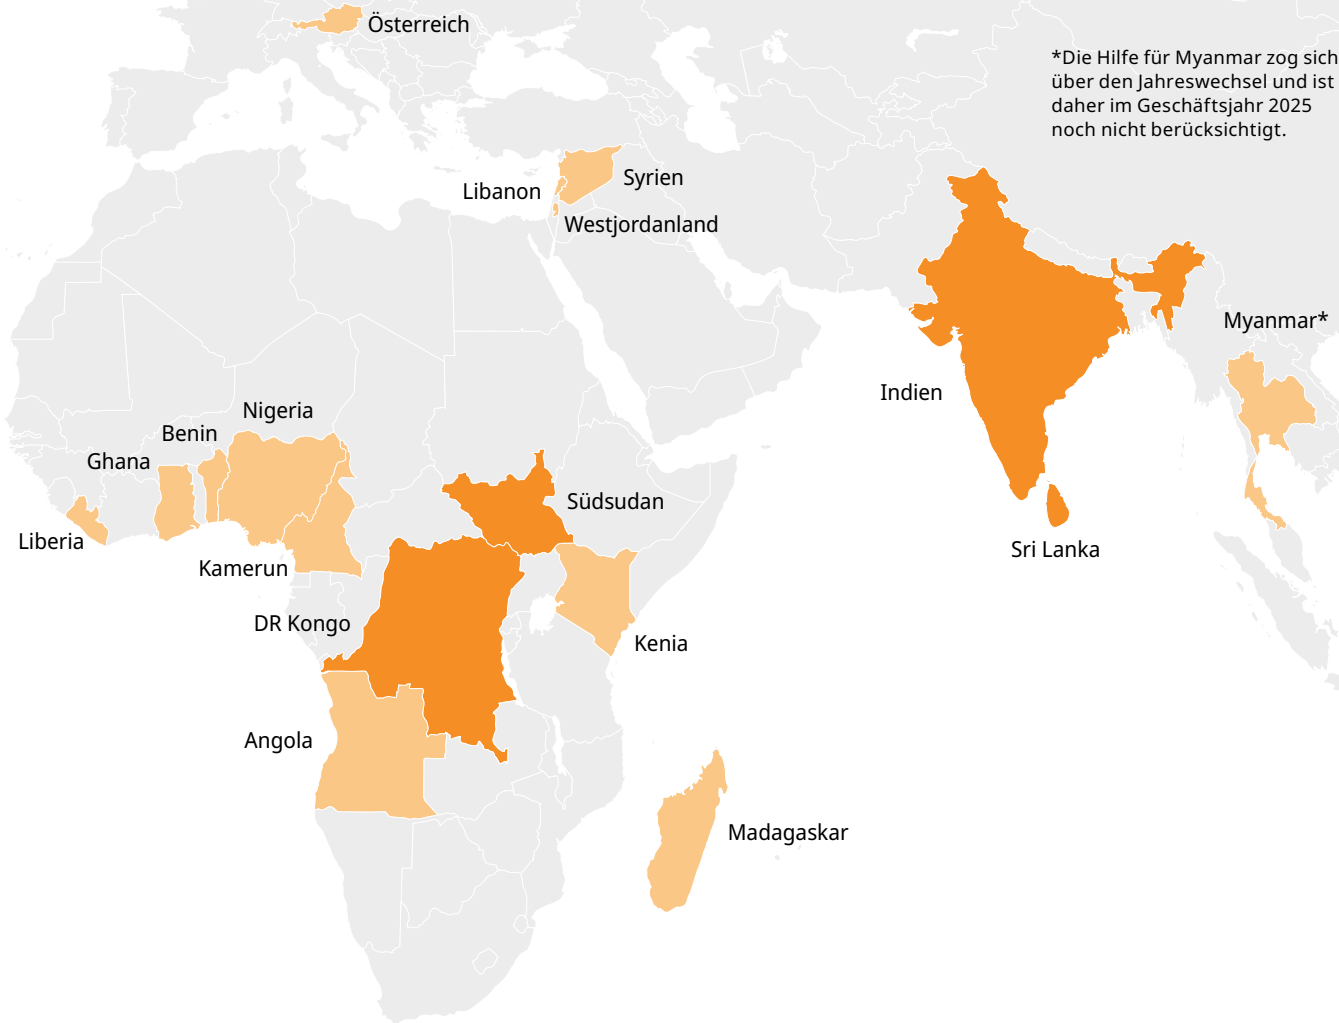 Österreich
*Die Hilfe für Myanmar zog sich
über den Jahreswechsel und ist
daher im Geschäftsjahr 2025
noch nicht berücksichtigt.
Syrien
Libanon
Westjordanland
Myanmar*
Indien
Nigeria
Benin
Ghana
Südsudan
Liberia
Sri Lanka
Kamerun
DR Kongo
Kenia
Angola
Madagaskar